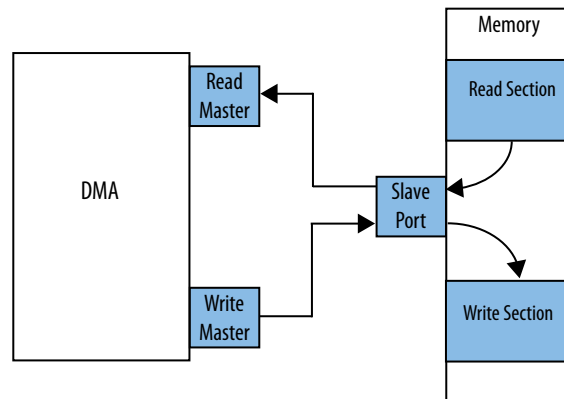 Memory
Read
Master
Read Section
DMA
Slave
Port
Write
Master
Write Section